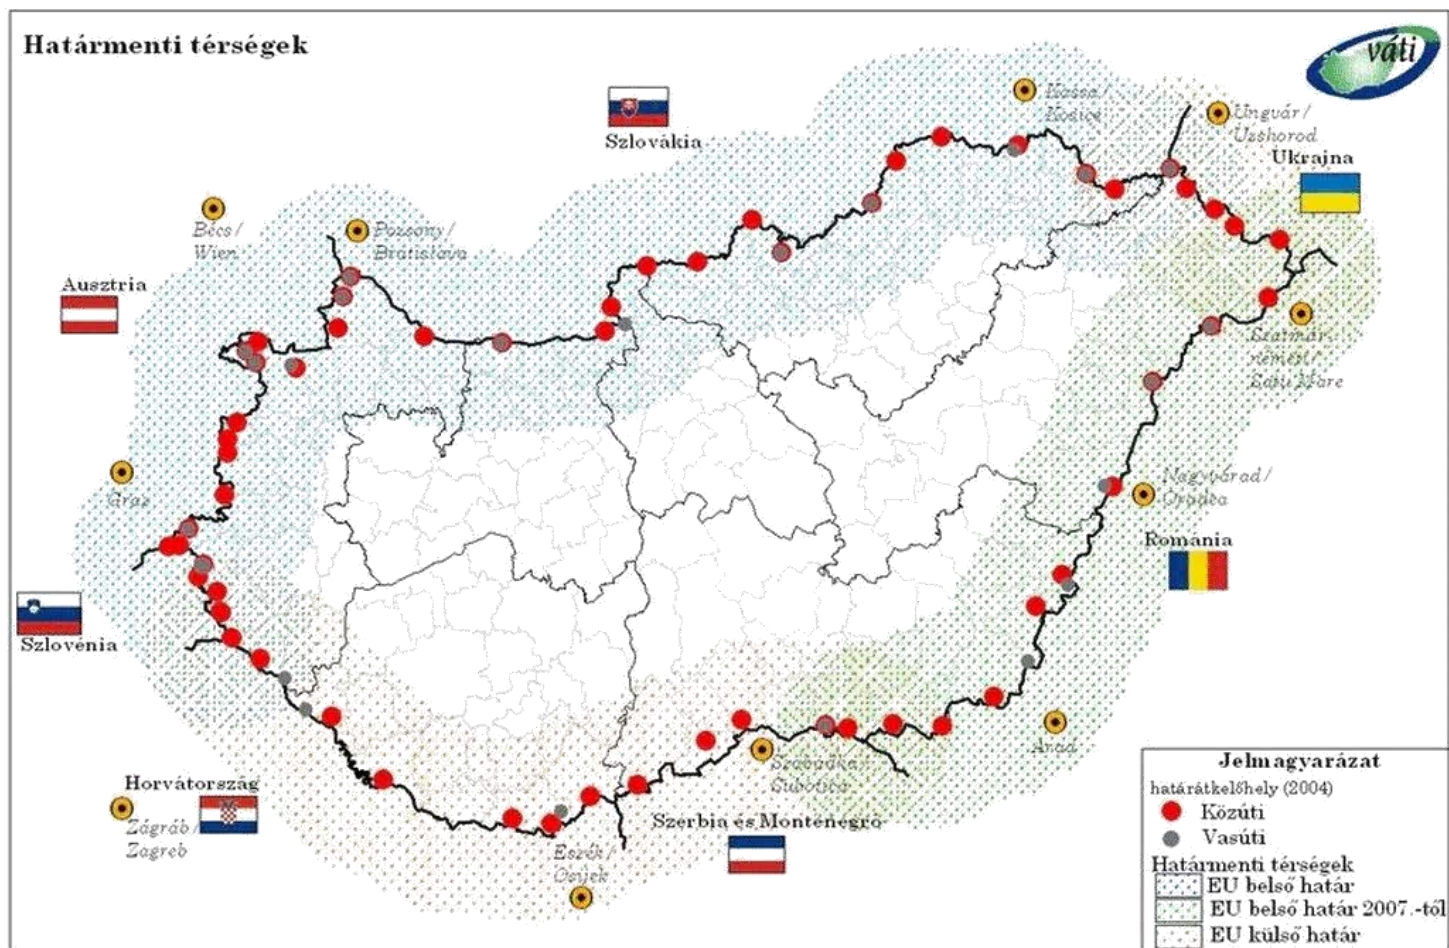 Határmenti térségek
váti
Kassa /
Kosice
Ungvár /
Uzshorod
Szlovákia
Ukrajna
Bécs /
Wien
Pozsony /
Bratislava
Ausztria
Szatmár-
németi /
Satu Mare
Graz
Nagyvárad /
Oradea
Románia
Szlovénia
Arad
Szabadka /
Subotica
Horvátország
Zágráb /
Zagreb
Szerbia és Montenegro
Eszék /
Osijek
Jelmagyarázat
határátkelőhely (2004)
Közúti
Vasúti
Határmenti térségek
EU belső határ
EU belső határ 2007.-től
EU külső határ